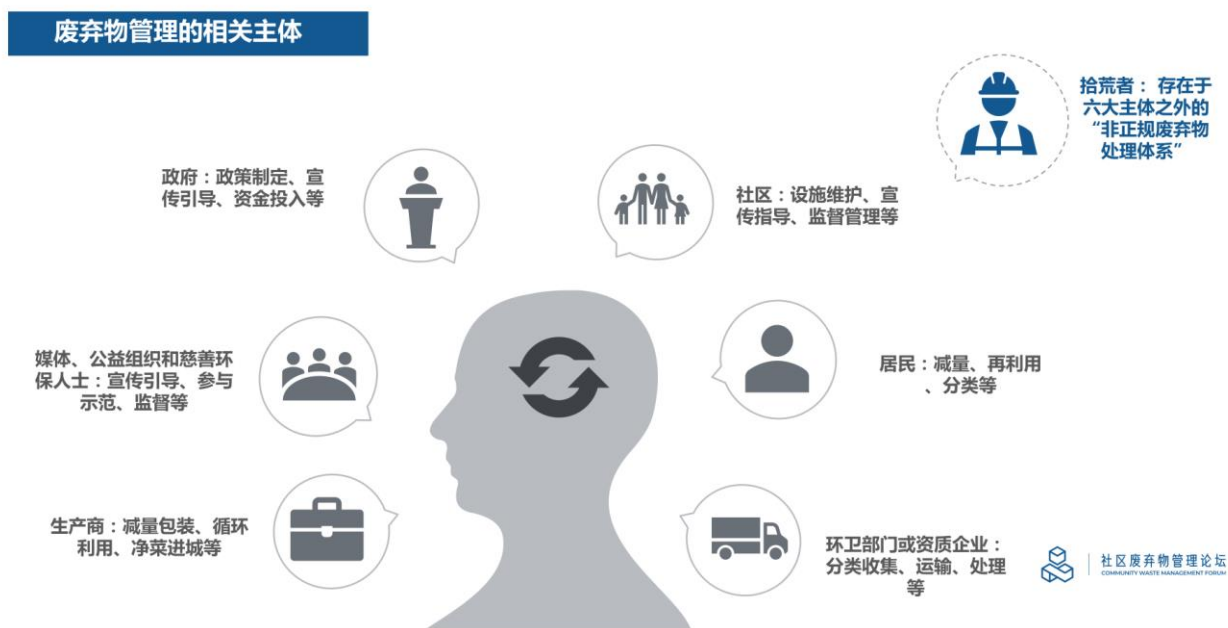 废弃物管理的相关主体
拾荒者： 存在于
六大主体之外的
“非正规废弃物
处理体系”
政府：政策制定、宣
传引导、资金投入等
社区：设施维护、宣
传指导、监督管理等
媒体、公益组织和慈善环
保人士：宣传引导、参与
示范、监督等
居民：减量、再利用
、分类等
生产商：减量包装、循环
利用、净菜进城等
环卫部门或资质企业：
分类收集、运输、处理
等
社区废弃物管理论坛
COMMUNITY WASTE MANAGEMENT FORUM